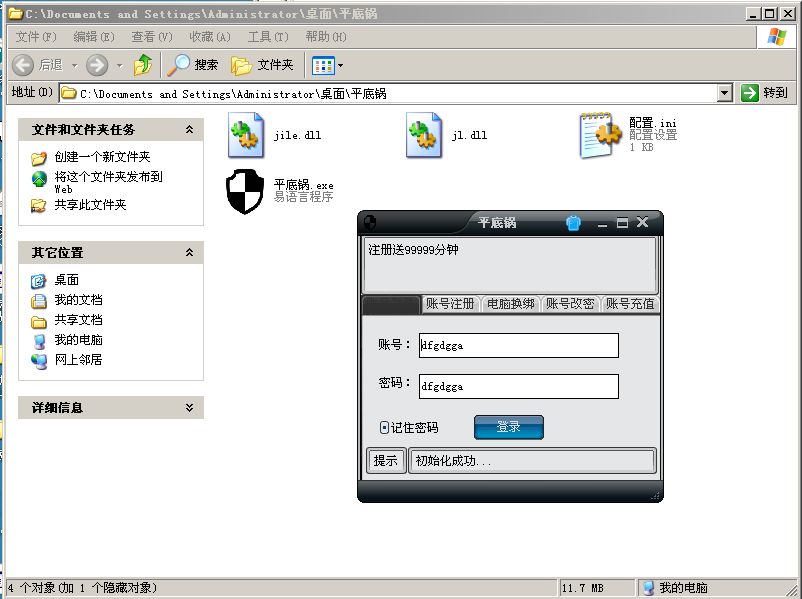 C:\Documents and Settings\Administrator\桌面\平底锅
文件(F) 编辑(E) 查看(V) 收藏(A) 工具(T) 帮助(H)
后退 搜索 文件夹
地址(D) C:\Documents and Settings\Administrator\桌面\平底锅 转到
文件和文件夹任务
创建一个新文件夹
将这个文件夹发布到
Web
共享此文件夹
其它位置
桌面
我的文档
共享文档
我的电脑
网上邻居
详细信息
jile.dll
jl.dll
配置.ini
配置设置
1 KB
平底锅.exe
易语言程序
平底锅
注册送99999分钟
账号注册 电脑换绑 账号改密 账号充值
账号： dfgdgga
密码： dfgdgga
记住密码 登录
提示 初始化成功...
4 个对象(加 1 个隐藏对象) 11.7 MB 我的电脑